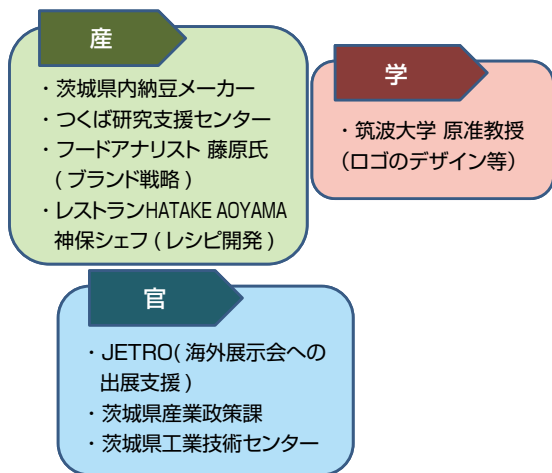 産
・茨城県内納豆メーカー
・つくば研究支援センター
・フードアナリスト 藤原氏
(ブランド戦略)
・レストランHATAKE AOYAMA
神保シェフ(レシピ開発)
学
・筑波大学 原准教授
(ロゴのデザイン等)
官
・JETRO(海外展示会への
出展支援)
・茨城県産業政策課
・茨城県工業技術センター